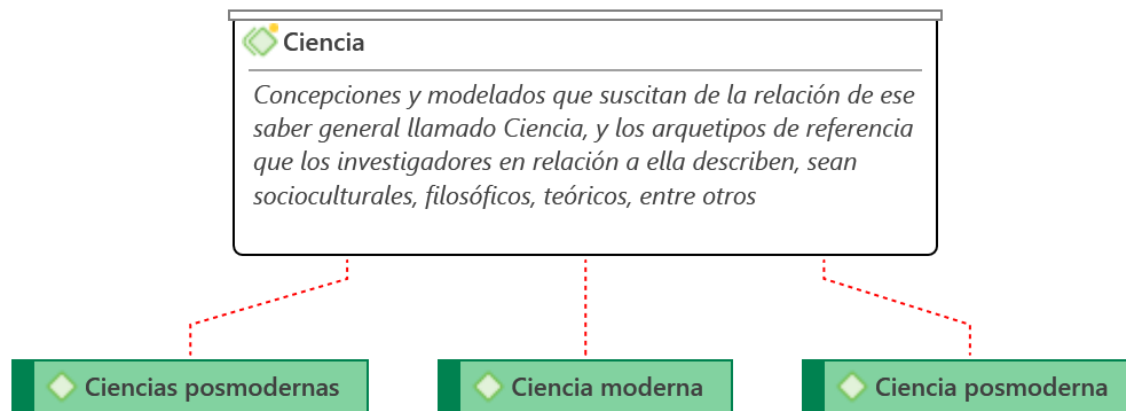 Ciencia
Concepciones y modelados que suscitan de la relación de ese
saber general llamado Ciencia, y los arquetipos de referencia
que los investigadores en relación a ella describen, sean
socioculturales, filosóficos, teóricos, entre otros
Ciencias posmodernas
Ciencia moderna
Ciencia posmoderna